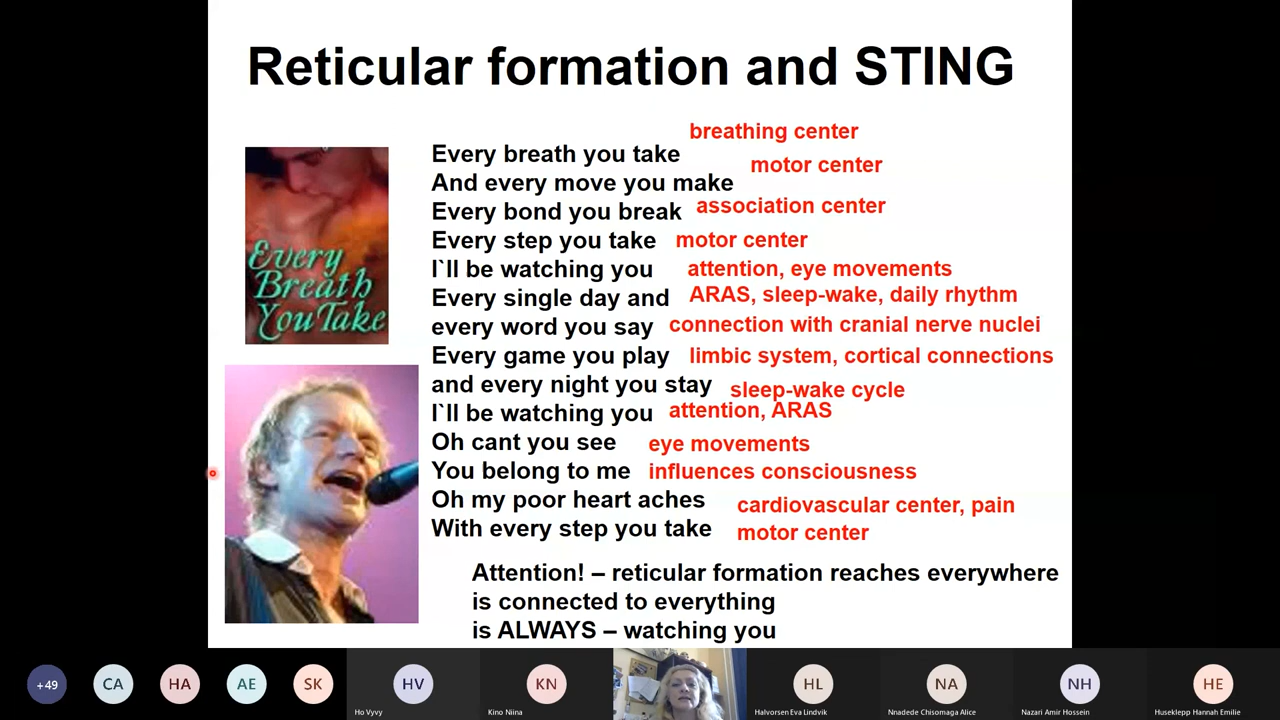 Reticular formation and STING
breathing center
Every breath you take
motor center
And every move you make
Every bond you break association center
Every step you take motor center
I`ll be watching you attention, eye movements
Every single day and ARAS, sleep-wake, daily rhythm
every word you say connection with cranial nerve nuclei
Every game you play limbic system, cortical connections
and every night you stay sleep-wake cycle
I`ll be watching you attention, ARAS
Oh cant you see eye movements
You belong to me influences consciousness
Oh my poor heart aches cardiovascular center, pain
With every step you take motor center
Every
Breath
You Take
Attention! – reticular formation reaches everywhere
is connected to everything
is ALWAYS – watching you
+49 CA HA AE SK HV KN HL NA NH HE
Ho Vyvy Kino Niina Halvorsen Eva Lindvik Nnadede Chisomaga Alice Nazari Amir Hossein Huseklepp Hannah Emilie